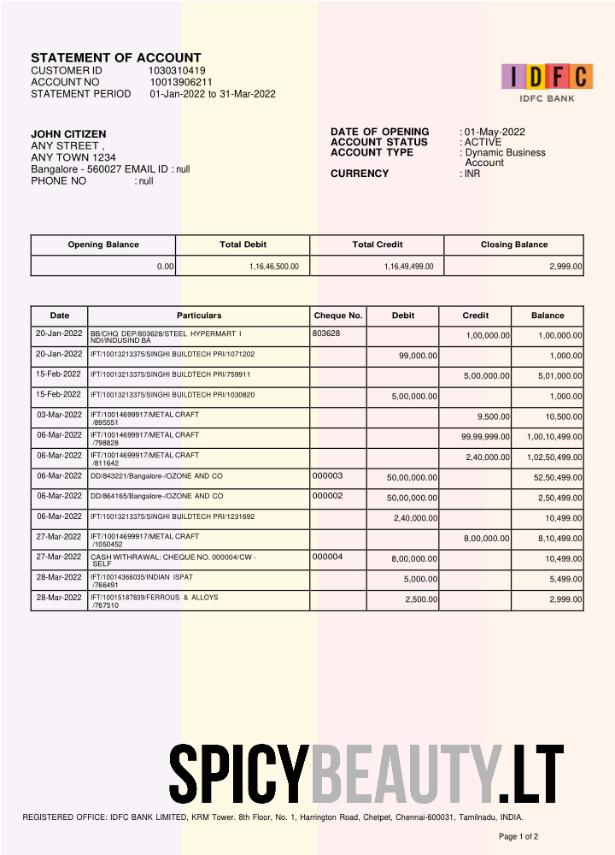 STATEMENT OF ACCOUNT
CUSTOMER ID 1030310419
ACCOUNT NO 10013906211
STATEMENT PERIOD 01-Jan-2022 to 31-Mar-2022
IDFC
IDFC BANK
JOHN CITIZEN
ANY STREET ,
ANY TOWN 1234
Bangalore - 560027 EMAIL ID : null
PHONE NO : null
DATE OF OPENING : 01-May-2022
ACCOUNT STATUS : ACTIVE
ACCOUNT TYPE : Dynamic Business
Account
CURRENCY : INR
Opening Balance Total Debit Total Credit Closing Balance
0.00 1,16,46,500.00 1,16,49,499.00 2,999.00
Date Particulars Cheque No. Debit Credit Balance
20-Jan-2022 BB/CHQ DEP/803628/STEEL HYPERMART I 803628 1,00,000.00 1,00,000.00
NDI/INDUSIND BA
20-Jan-2022 IFT/10013213375/SINGHI BUILDTECH PRI/1071202 99,000.00 1,000.00
15-Feb-2022 IFT/10013213375/SINGHI BUILDTECH PRI/759911 5,00,000.00 5,01,000.00
15-Feb-2022 IFT/10013213375/SINGHI BUILDTECH PRI/1030820 5,00,000.00 1,000.00
03-Mar-2022 IFT/10014699917/METAL CRAFT 9,500.00 10,500.00
/895551
06-Mar-2022 IFT/10014699917/METAL CRAFT 99,99,999.00 1,00,10,499.00
/798828
06-Mar-2022 IFT/10014699917/METAL CRAFT 2,40,000.00 1,02,50,499.00
/811642
06-Mar-2022 DD/843221/Bangalore-/OZONE AND CO 000003 50,00,000.00 52,50,499.00
06-Mar-2022 DD/864165/Bangalore-/OZONE AND CO 000002 50,00,000.00 2,50,499.00
06-Mar-2022 IFT/10013213375/SINGHI BUILDTECH PRI/1231692 2,40,000.00 10,499.00
27-Mar-2022 IFT/10014699917/METAL CRAFT 8,00,000.00 8,10,499.00
/1050452
27-Mar-2022 CASH WITHDRAWAL: CHEQUE NO. 000004/CW - 000004 8,00,000.00 10,499.00
SELF
28-Mar-2022 IFT/10014366035/INDIAN ISPAT 5,000.00 5,499.00
/766491
28-Mar-2022 IFT/10015187839/FERROUS & ALLOYS 2,500.00 2,999.00
/767510
SPICYBEAUTY.LT
REGISTERED OFFICE: IDFC BANK LIMITED, KRM Tower. 8th Floor, No. 1, Harrington Road, Chetpet, Chennai-600031, Tamilnadu, INDIA.
Page 1 of 2